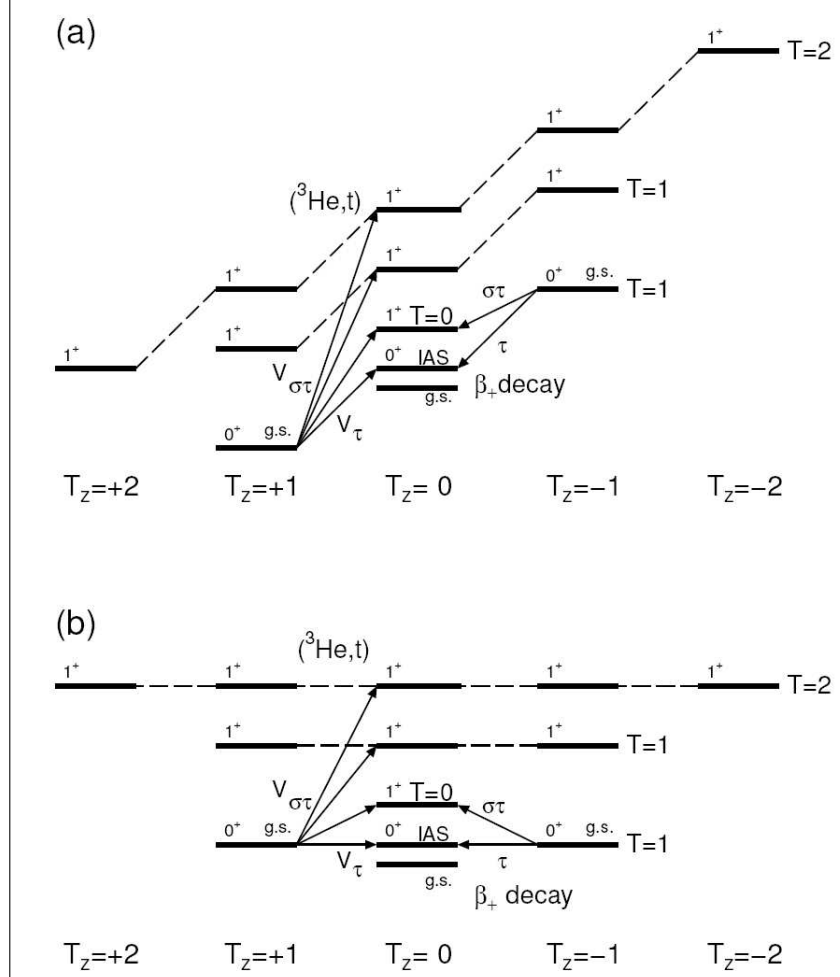 (a)
1⁺ T=2
1⁺
(³He,t) 1⁺ 1⁺ T=1
1⁺ 1⁺ 0⁺ g.s. T=1
1⁺ 1⁺ T=0 στ
1⁺ V_στ 0⁺ IAS τ
g.s. β₊ decay
0⁺ g.s. V_τ
T_z=+2 T_z=+1 T_z= 0 T_z=−1 T_z=−2
(b)
(³He,t)
1⁺ 1⁺ 1⁺ 1⁺ 1⁺ T=2
1⁺ 1⁺ 1⁺ T=1
V_στ 1⁺ T=0 στ
0⁺ g.s. 0⁺ IAS 0⁺ g.s. T=1
V_τ τ
g.s. β₊ decay
T_z=+2 T_z=+1 T_z= 0 T_z=−1 T_z=−2